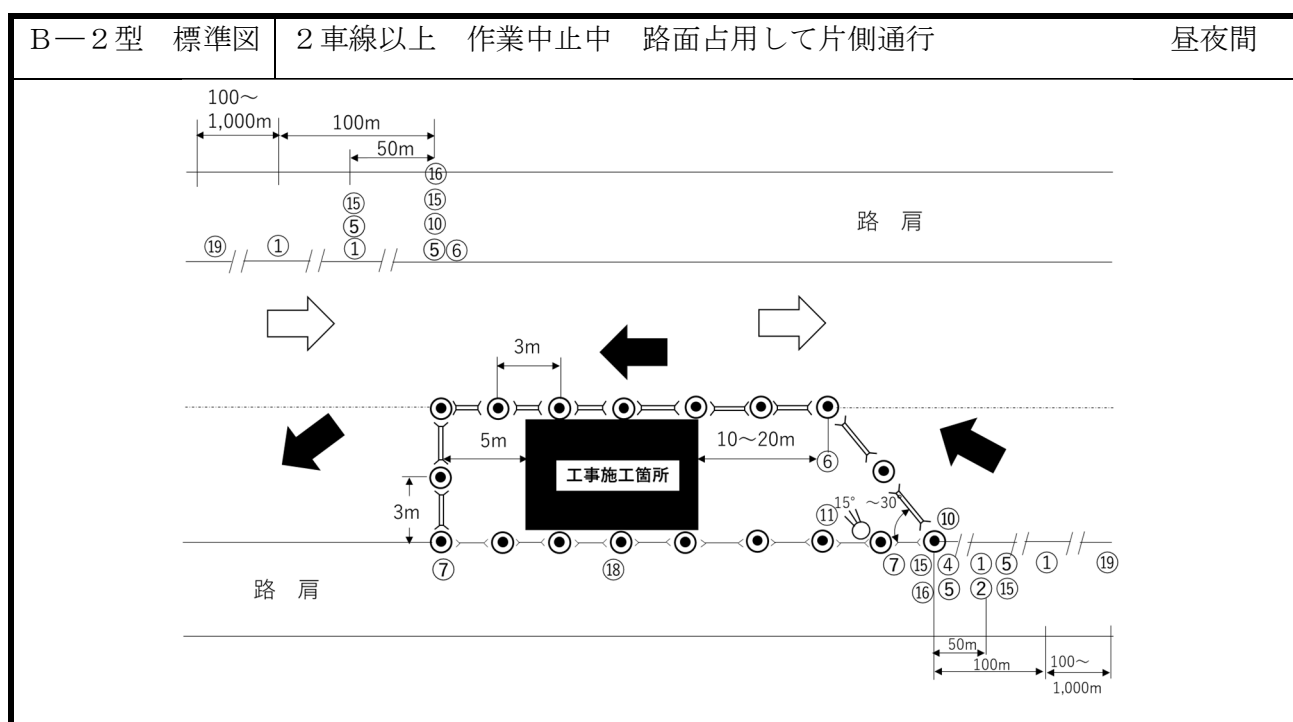 B―2型 標準図 2車線以上 作業中止中 路面占用して片側通行 昼夜間
100～
1,000m 100m
50m
⑯
⑮ ⑮
⑤ ⑩ 路 肩
⑲ ① ① ⑤⑥
3m
5m 10～20m
工事施工箇所 ⑥
3m
⑪ 15° ～30° ⑩
⑦ ⑱ ⑦ ⑮ ④ ① ⑤ ① ⑲
路 肩 ⑯ ⑤ ② ⑮
50m
100m 100～
1,000m